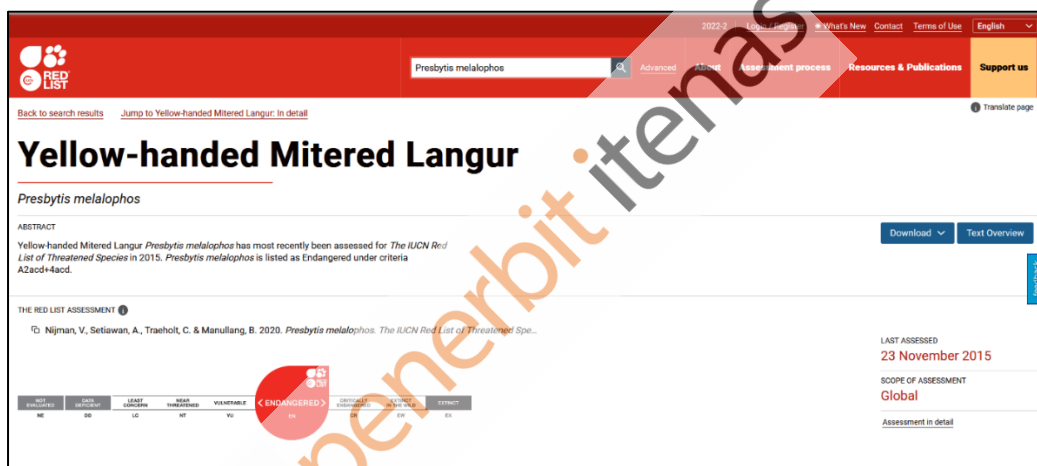 2022-2 Login / Register What's New Contact Terms of Use English
RED LIST
Presbytis melalophos
Advanced About Assessment process Resources & Publications Support us
Back to search results Jump to Yellow-handed Mitered Langur: In detail
Translate page
Yellow-handed Mitered Langur
Presbytis melalophos
ABSTRACT
Yellow-handed Mitered Langur Presbytis melalophos has most recently been assessed for The IUCN Red
List of Threatened Species in 2015. Presbytis melalophos is listed as Endangered under criteria
A2acd+4acd.
Download Text Overview
feedback
THE RED LIST ASSESSMENT
Nijman, V., Setiawan, A., Traeholt, C. & Manullang, B. 2020. Presbytis melalophos. The IUCN Red List of Threatened Spe...
LAST ASSESSED
23 November 2015
SCOPE OF ASSESSMENT
Global
Assessment in detail
NOT EVALUATED DATA DEFICIENT LEAST CONCERN NEAR THREATENED VULNERABLE <ENDANGERED> CRITICALLY ENDANGERED EXTINCT IN THE WILD EXTINCT
NE DD LC NT VU EN CR EW EX
penerbit itenas